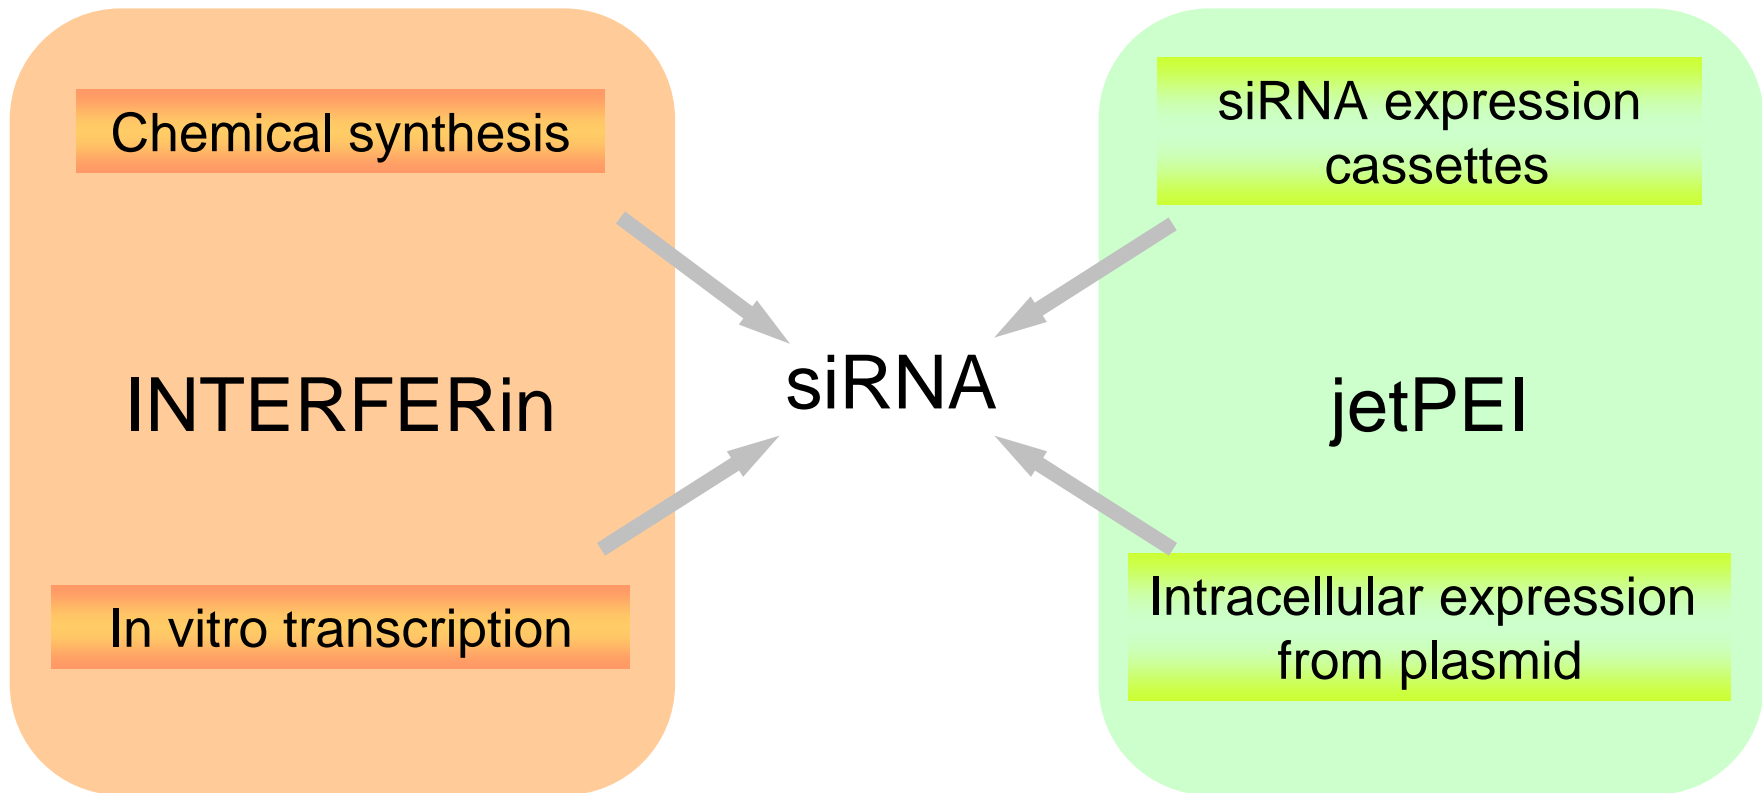 Chemical synthesis
INTERFERin
In vitro transcription
siRNA
siRNA expression
cassettes
jetPEI
Intracellular expression
from plasmid